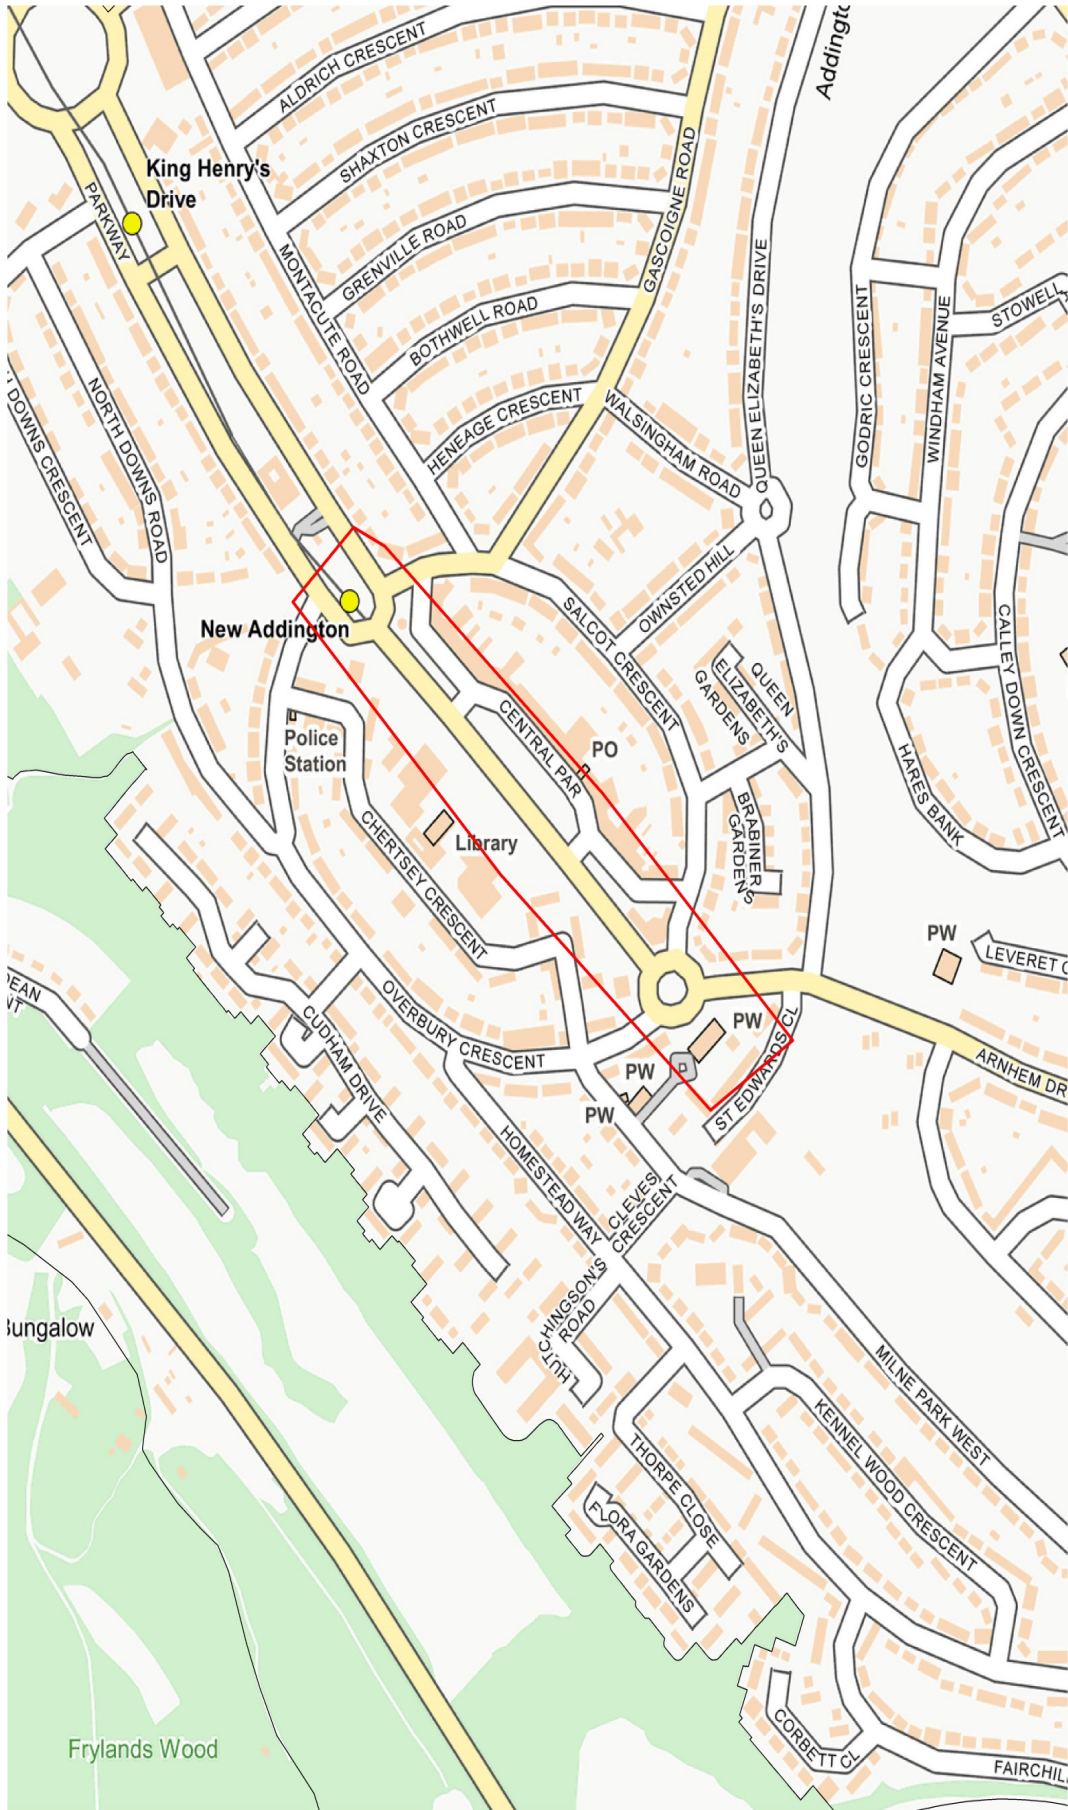 ALDRICH CRESCENT
Addingto
SHAXTON CRESCENT
King Henry's
Drive
PARKWAY
GASCOIGNE ROAD
GRENVILLE ROAD
MONTACUTE ROAD
QUEEN ELIZABETH'S DRIVE
BOTHWELL ROAD
GODRIC CRESCENT
WINDHAM AVENUE
STOWELL
DOWNS CRESCENT
NORTH DOWNS ROAD
HENEAGE CRESCENT
WALSINGHAM ROAD
New Addington
SALCOT CRESCENT
OWNSTED HILL
CALLEY DOWN CRESCENT
QUEEN
ELIZABETH'S
GARDENS
Police
Station
CENTRAL PAR
PO
HARES BANK
BRABINER
GARDENS
CHERTSEY CRESCENT
Library
PW
LEVERET C
DEAN
NT
OVERBURY CRESCENT
CUDHAM DRIVE
PW
ST EDWARDS CL
ARNHEM DR
PW
PW
HOMESTEAD WAY
CLEVES
CRESCENT
HUTCHINGSON'S
ROAD
Bungalow
MILNE PARK WEST
KENNEL WOOD CRESCENT
THORPE CLOSE
FLORA GARDENS
Frylands Wood
CORBETT CL
FAIRCHIL